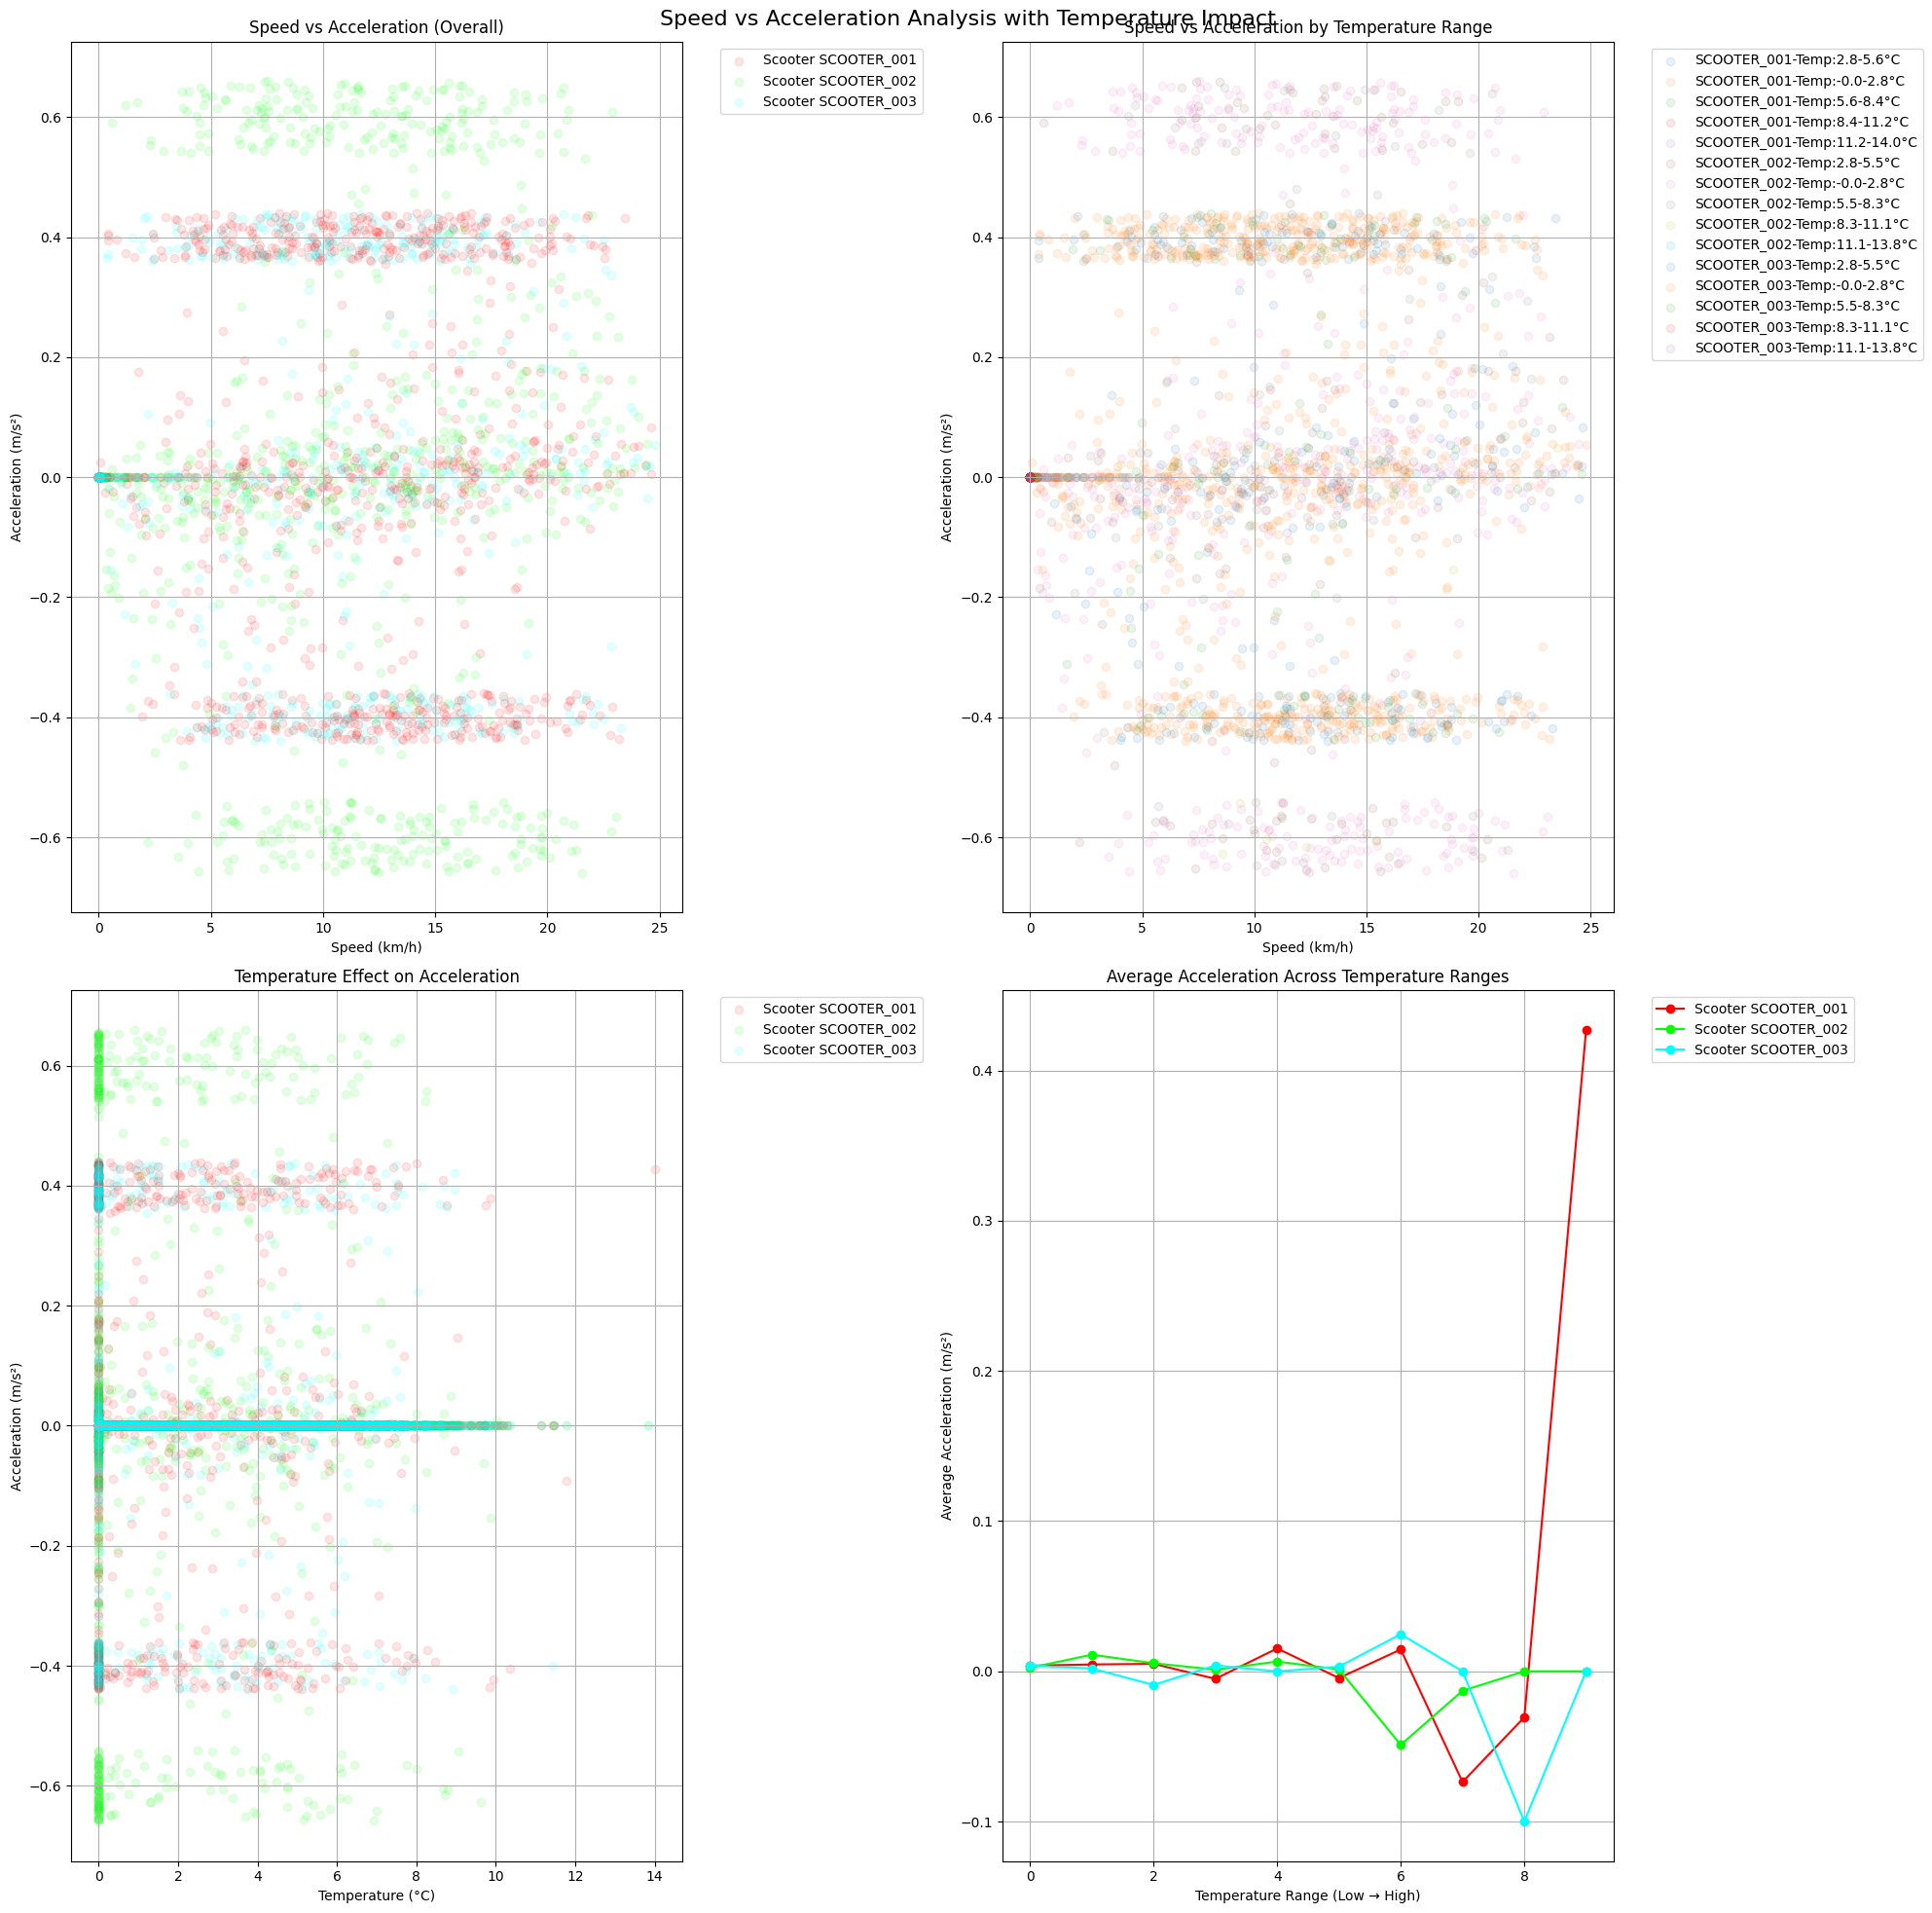 Speed vs Acceleration Analysis with Temperature Impact
Speed vs Acceleration (Overall)
Acceleration (m/s²)
0.6
0.4
0.2
0.0
−0.2
−0.4
−0.6
0 5 10 15 20 25
Speed (km/h)
Scooter SCOOTER_001
Scooter SCOOTER_002
Scooter SCOOTER_003
Speed vs Acceleration by Temperature Range
Acceleration (m/s²)
0.6
0.4
0.2
0.0
−0.2
−0.4
−0.6
0 5 10 15 20 25
Speed (km/h)
SCOOTER_001-Temp:2.8-5.6°C
SCOOTER_001-Temp:-0.0-2.8°C
SCOOTER_001-Temp:5.6-8.4°C
SCOOTER_001-Temp:8.4-11.2°C
SCOOTER_001-Temp:11.2-14.0°C
SCOOTER_002-Temp:2.8-5.5°C
SCOOTER_002-Temp:-0.0-2.8°C
SCOOTER_002-Temp:5.5-8.3°C
SCOOTER_002-Temp:8.3-11.1°C
SCOOTER_002-Temp:11.1-13.8°C
SCOOTER_003-Temp:2.8-5.5°C
SCOOTER_003-Temp:-0.0-2.8°C
SCOOTER_003-Temp:5.5-8.3°C
SCOOTER_003-Temp:8.3-11.1°C
SCOOTER_003-Temp:11.1-13.8°C
Temperature Effect on Acceleration
Acceleration (m/s²)
0.6
0.4
0.2
0.0
−0.2
−0.4
−0.6
0 2 4 6 8 10 12 14
Temperature (°C)
Scooter SCOOTER_001
Scooter SCOOTER_002
Scooter SCOOTER_003
Average Acceleration Across Temperature Ranges
Average Acceleration (m/s²)
0.4
0.3
0.2
0.1
0.0
−0.1
0 2 4 6 8
Temperature Range (Low → High)
Scooter SCOOTER_001
Scooter SCOOTER_002
Scooter SCOOTER_003